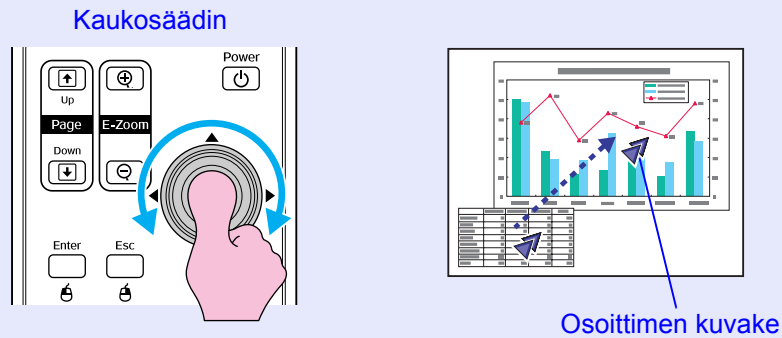 Kaukosäädin
Power
Up
Page
E-Zoom
Down
Enter
Esc
Osoittimen kuvake